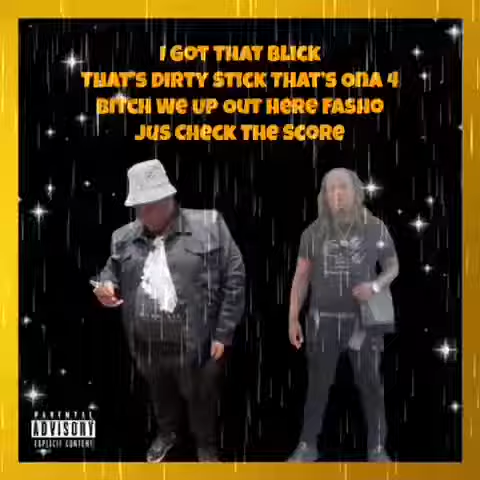 I GOT THAT BLICK
THAT'S DIRTY STICK THAT'S ONA 4
BITCH WE UP OUT HERE FASHO
JUS CHECK THE SCORE
PARENTAL
ADVISORY
EXPLICIT CONTENT